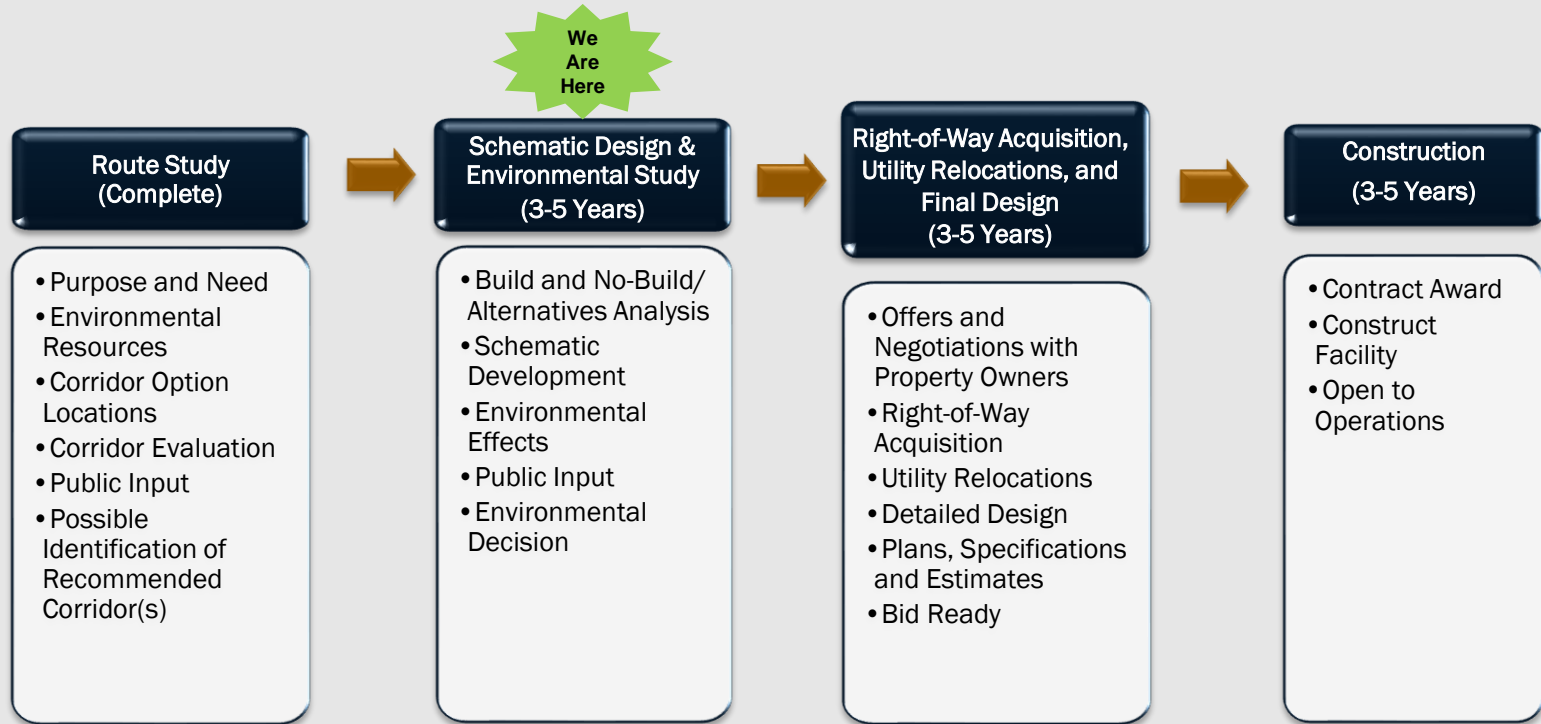 We
Are
Here
Route Study
(Complete)
• Purpose and Need
• Environmental
Resources
• Corridor Option
Locations
• Corridor Evaluation
• Public Input
• Possible
Identification of
Recommended
Corridor(s)
Schematic Design &
Environmental Study
(3-5 Years)
• Build and No-Build/
Alternatives Analysis
• Schematic
Development
• Environmental
Effects
• Public Input
• Environmental
Decision
Right-of-Way Acquisition,
Utility Relocations, and
Final Design
(3-5 Years)
• Offers and
Negotiations with
Property Owners
• Right-of-Way
Acquisition
• Utility Relocations
• Detailed Design
• Plans, Specifications
and Estimates
• Bid Ready
Construction
(3-5 Years)
• Contract Award
• Construct
Facility
• Open to
Operations